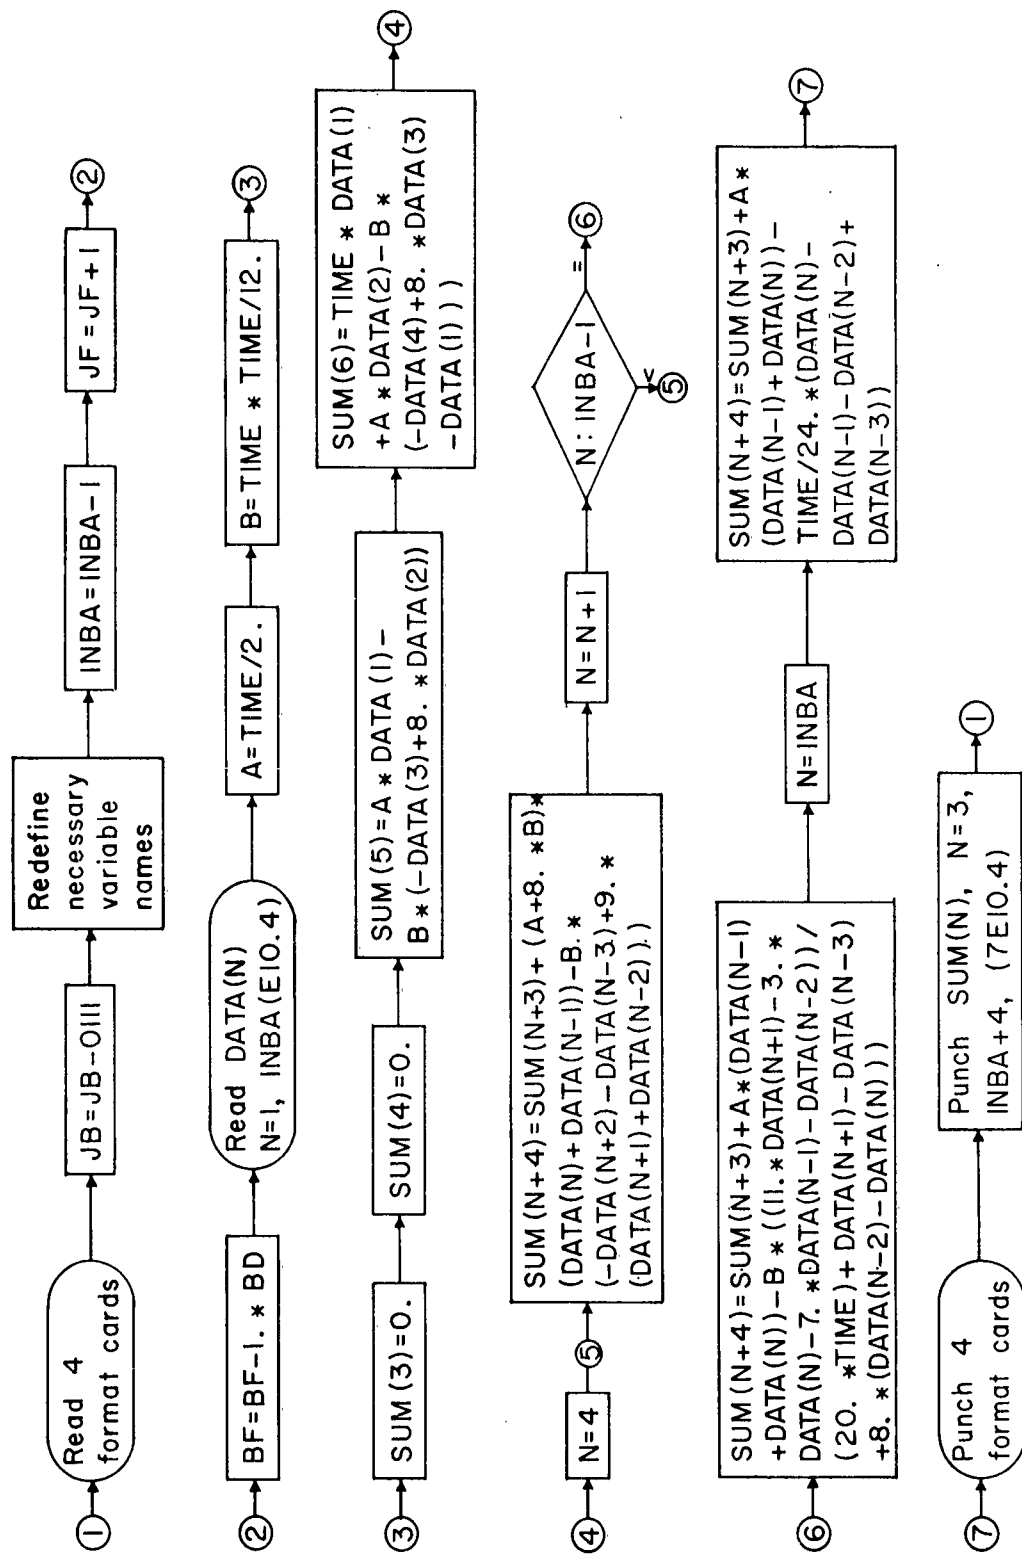 ①
Read 4
format cards
JB=JB-0111
Redefine
necessary
variable
names
INBA=INBA-1
JF=JF+1
②
②
BF=BF-1. * BD
Read DATA(N)
N=1, INBA(E10.4)
A=TIME/2.
B=TIME * TIME/12.
③
③
SUM(3)=0.
SUM(4)=0.
SUM(5)=A * DATA(1)-
B*(-DATA(3)+8. *DATA(2))
SUM(6)=TIME * DATA(1)
+A * DATA(2)-B *
(-DATA(4)+8. *DATA(3)
-DATA(1)))
④
④
N=4
⑤
SUM(N+4)=SUM(N+3)+(A+8. *B)*
(DATA(N)+DATA(N-1))-B. *
(-DATA(N+2)-DATA(N-3)+9. *
(DATA(N+1)+DATA(N-2)))
N=N+1
N:INBA-1
=
⑥
<
⑤
⑥
SUM(N+4)=SUM(N+3)+A*(DATA(N-1)
+DATA(N))-B*((11.*DATA(N+1)-3.*
DATA(N)-7. *DATA(N-1)-DATA(N-2))/
(20. *TIME)+DATA(N+1)-DATA(N-3)
+8. *(DATA(N-2)-DATA(N)))
N=INBA
SUM(N+4)=SUM(N+3)+A*
(DATA(N-1)+DATA(N))-
TIME/24. *(DATA(N)-
DATA(N-1)-DATA(N-2)+
DATA(N-3))
⑦
⑦
Punch 4
format cards
Punch SUM(N), N=3,
INBA+4, (7E10.4)
①